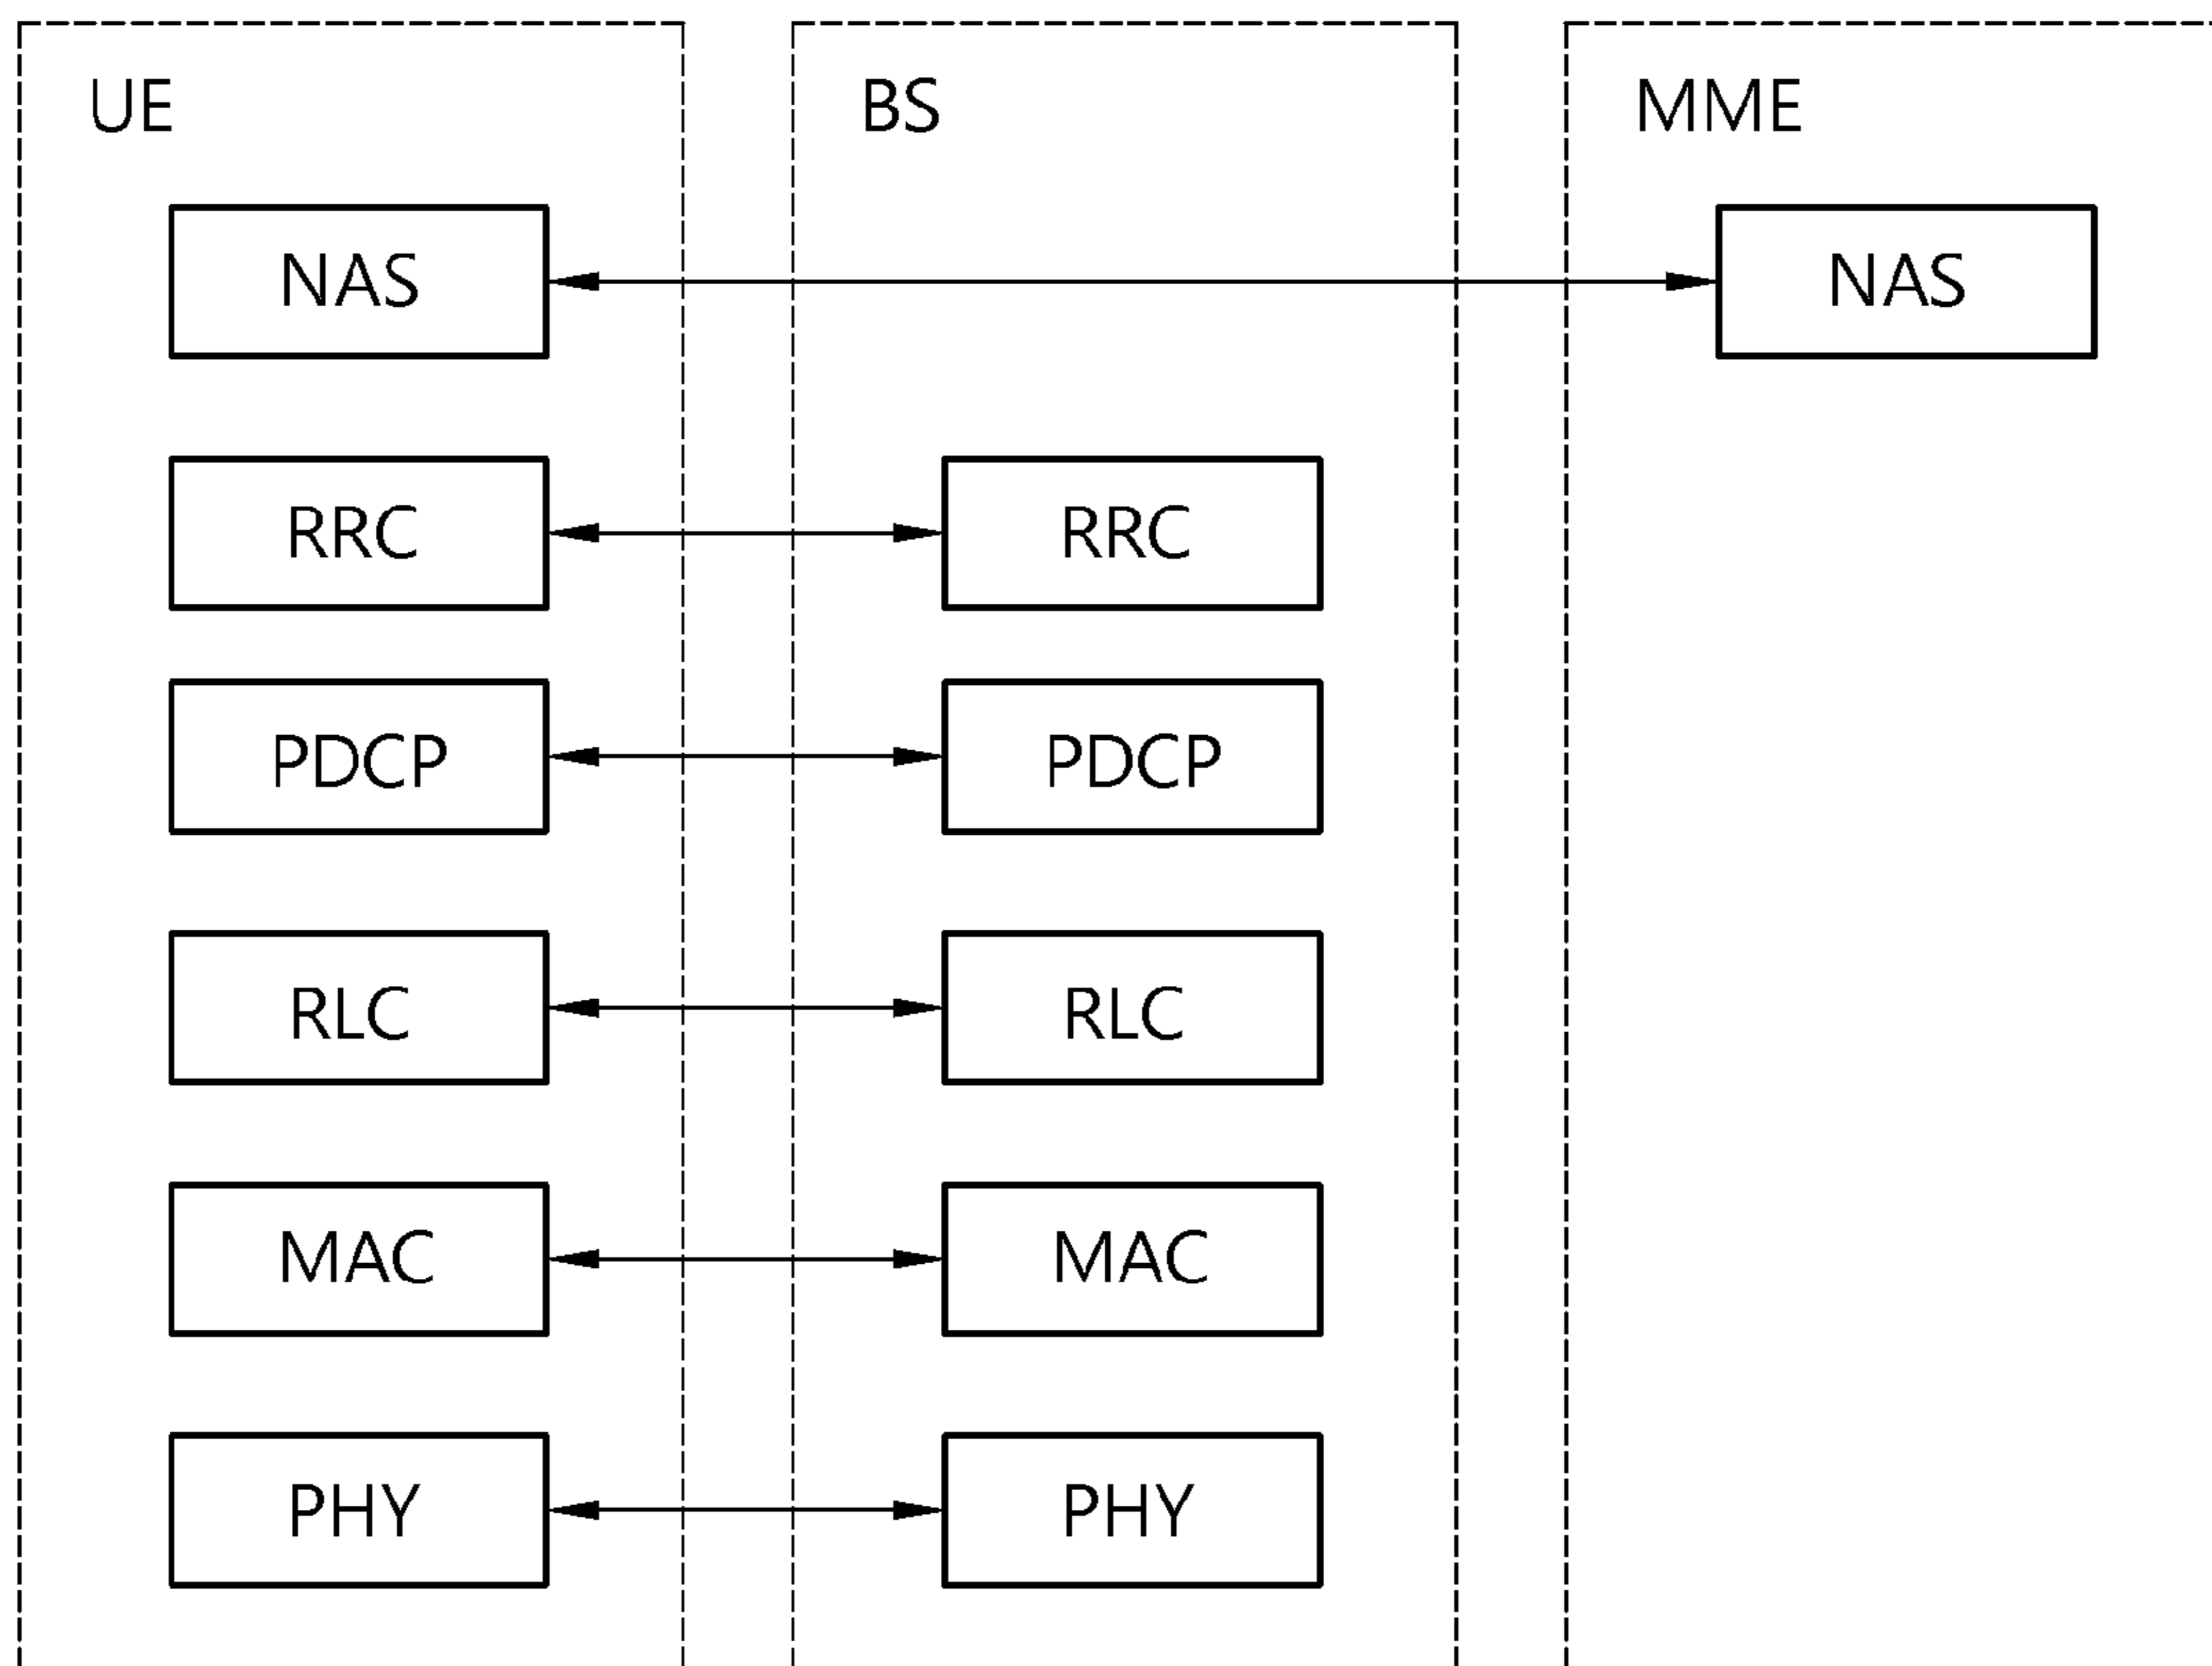 UE BS MME
NAS NAS
RRC RRC
PDCP PDCP
RLC RLC
MAC MAC
PHY PHY